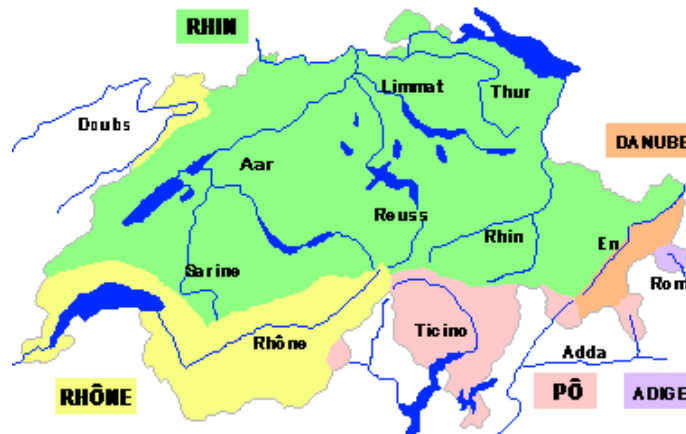 RHIN
Limmat
Thur
Doubs
DANUBE
Aar
Reuss
Rhin
En
Sarine
Rom
Ticino
Rhône
Adda
RHÔNE
PÔ
ADIGE